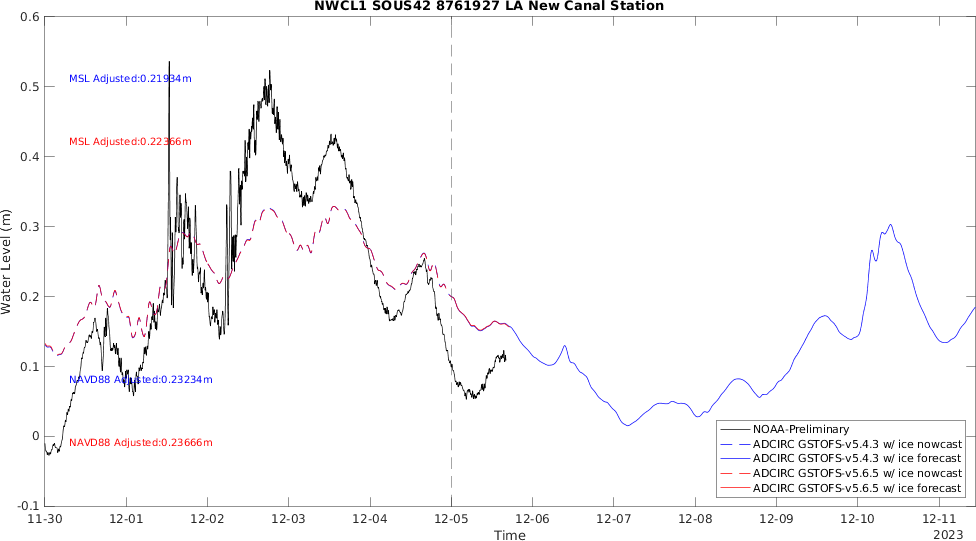 NWCL1 SOUS42 8761927 LA New Canal Station
0.6
0.5
0.4
0.3
0.2
0.1
0
-0.1
Water Level (m)
MSL Adjusted:0.21934m
MSL Adjusted:0.22366m
NAVD88 Adjusted:0.23234m
NAVD88 Adjusted:0.23666m
NOAA-Preliminary
ADCIRC GSTOFS-v5.4.3 w/ ice nowcast
ADCIRC GSTOFS-v5.4.3 w/ ice forecast
ADCIRC GSTOFS-v5.6.5 w/ ice nowcast
ADCIRC GSTOFS-v5.6.5 w/ ice forecast
11-30 12-01 12-02 12-03 12-04 12-05 12-06 12-07 12-08 12-09 12-10 12-11
Time
2023